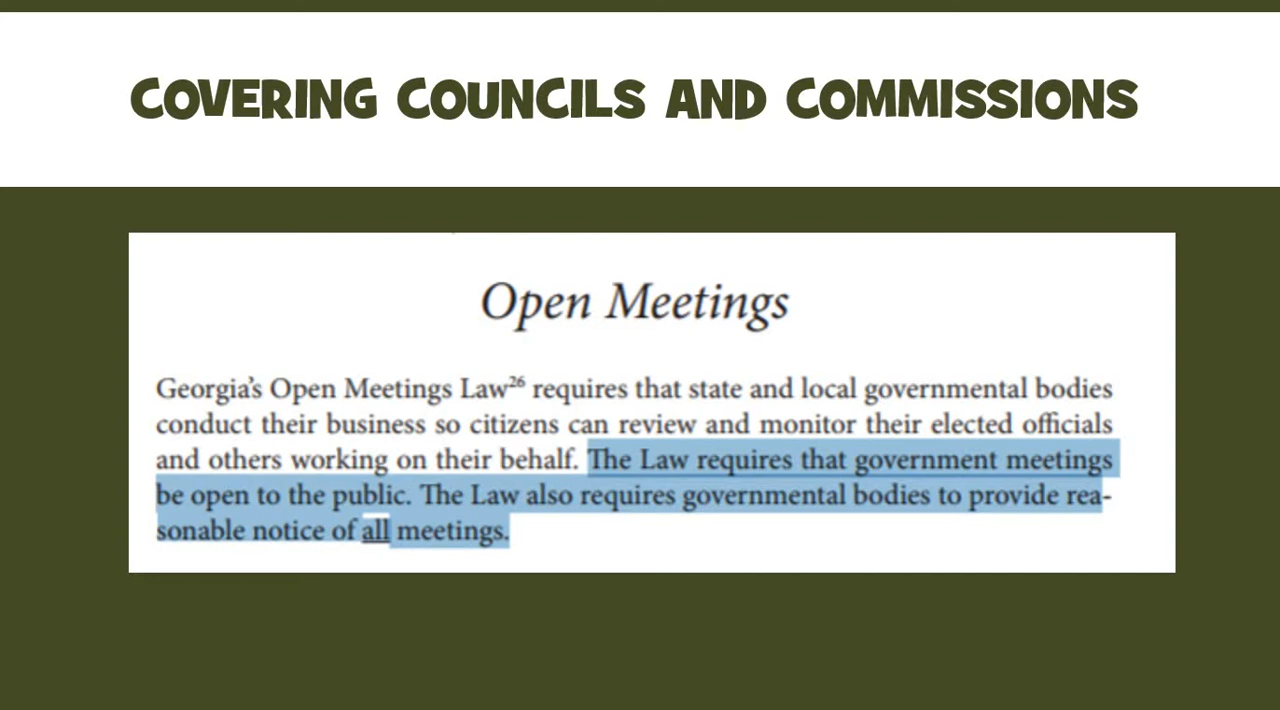 COVERING COUNCILS AND COMMISSIONS
Open Meetings
Georgia's Open Meetings Law26 requires that state and local governmental bodies
conduct their business so citizens can review and monitor their elected officials
and others working on their behalf. The Law requires that government meetings
be open to the public. The Law also requires governmental bodies to provide rea-
sonable notice of all meetings.